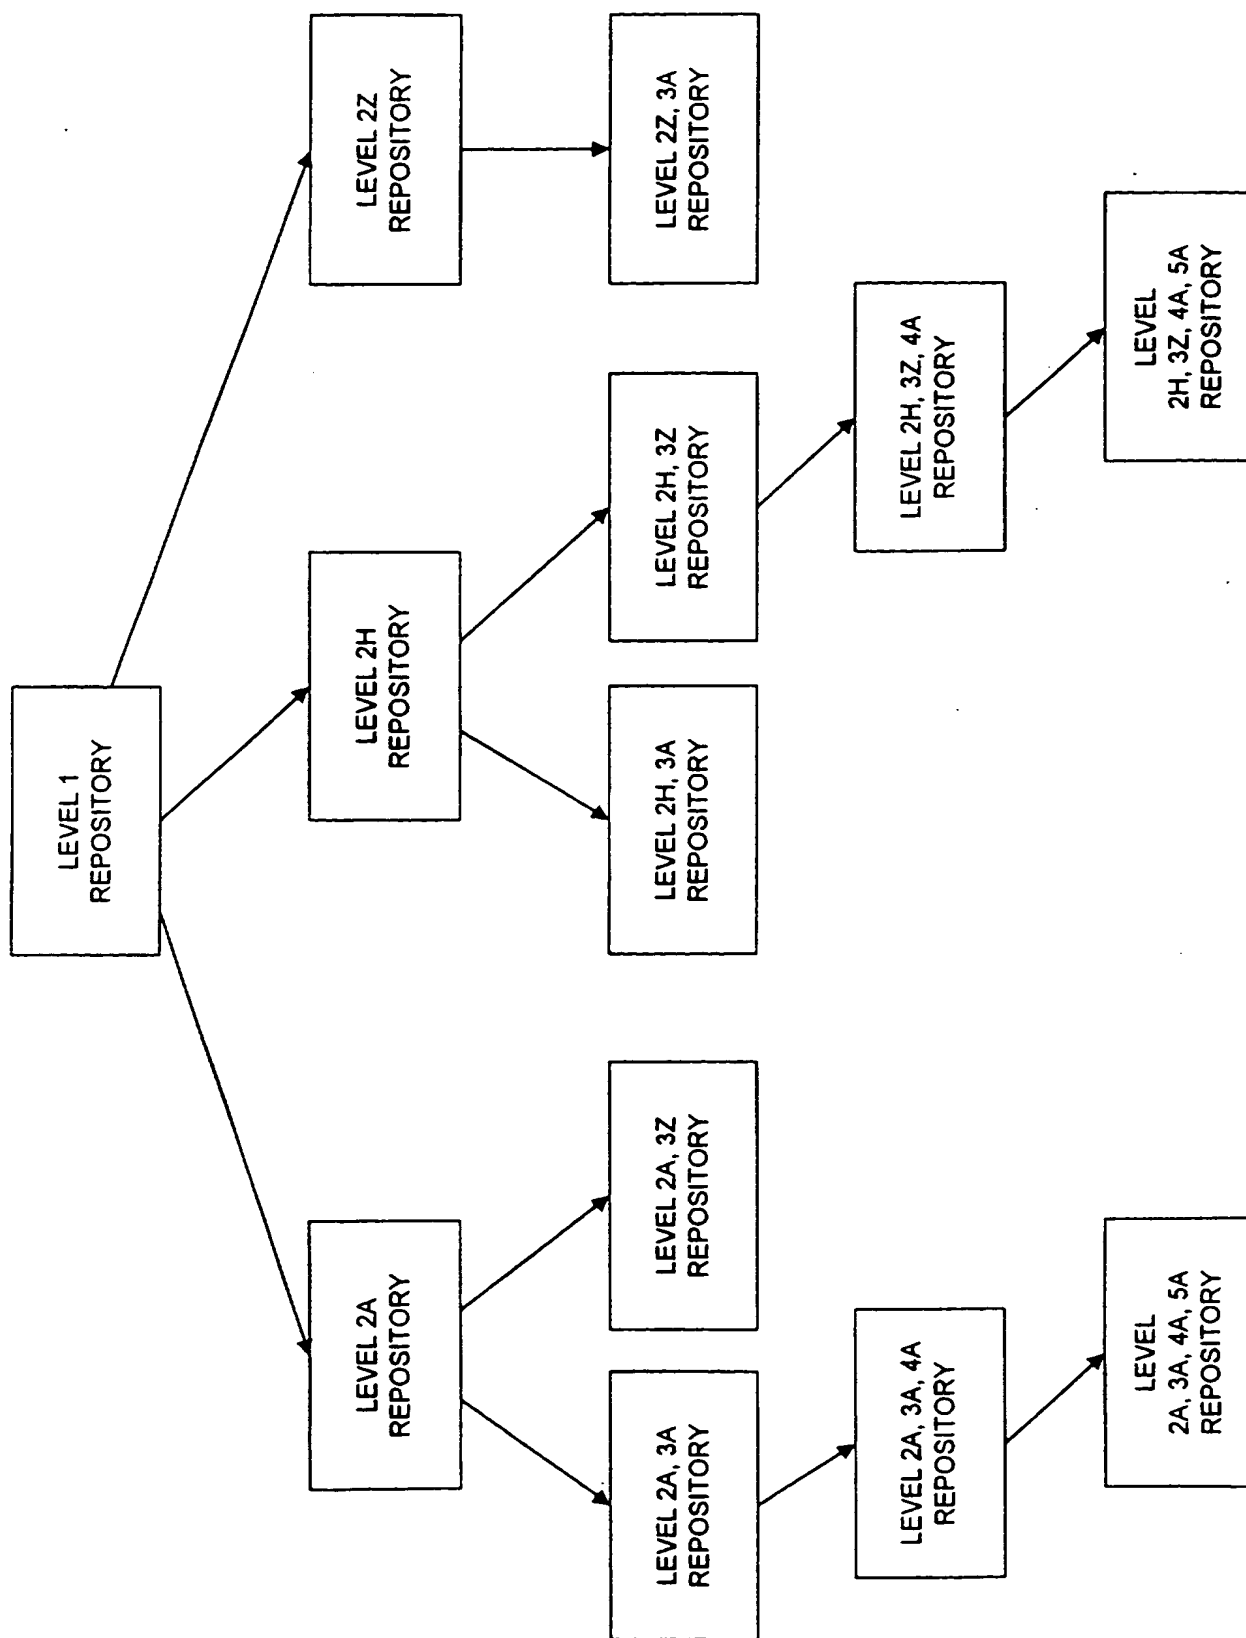 LEVEL 1
REPOSITORY
LEVEL 2A
REPOSITORY
LEVEL 2H
REPOSITORY
LEVEL 2Z
REPOSITORY
LEVEL 2A, 3A
REPOSITORY
LEVEL 2A, 3Z
REPOSITORY
LEVEL 2H, 3A
REPOSITORY
LEVEL 2H, 3Z
REPOSITORY
LEVEL 2Z, 3A
REPOSITORY
LEVEL 2A, 3A, 4A
REPOSITORY
LEVEL 2H, 3Z, 4A
REPOSITORY
LEVEL
2A, 3A, 4A, 5A
REPOSITORY
LEVEL
2H, 3Z, 4A, 5A
REPOSITORY